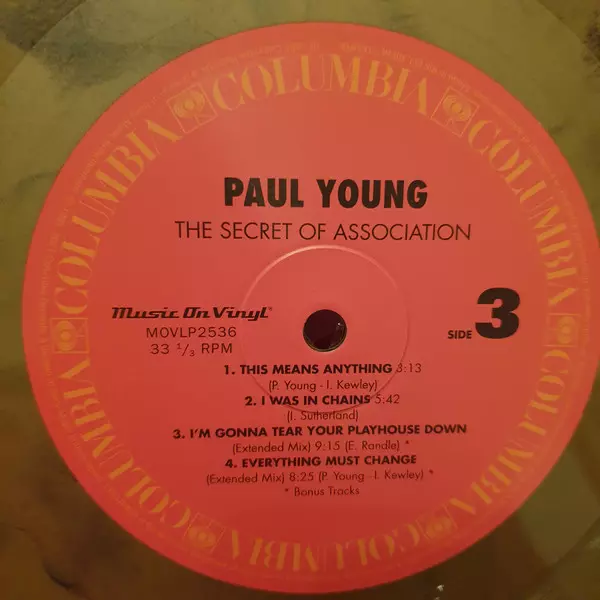 COLUMBIA
COLUMBIA
COLUMBIA
COLUMBIA
COLUMBIA
COLUMBIA
PAUL YOUNG
THE SECRET OF ASSOCIATION
Music On Vinyl®
MOVLP2536
33 1/3 RPM
SIDE 3
1. THIS MEANS ANYTHING 3:13
(P. Young - I. Kewley)
2. I WAS IN CHAINS 5:42
(I. Sutherland)
3. I'M GONNA TEAR YOUR PLAYHOUSE DOWN
(Extended Mix) 9:15 (E. Randle) *
4. EVERYTHING MUST CHANGE
(Extended Mix) 8:25 (P. Young - I. Kewley) *
* Bonus Tracks